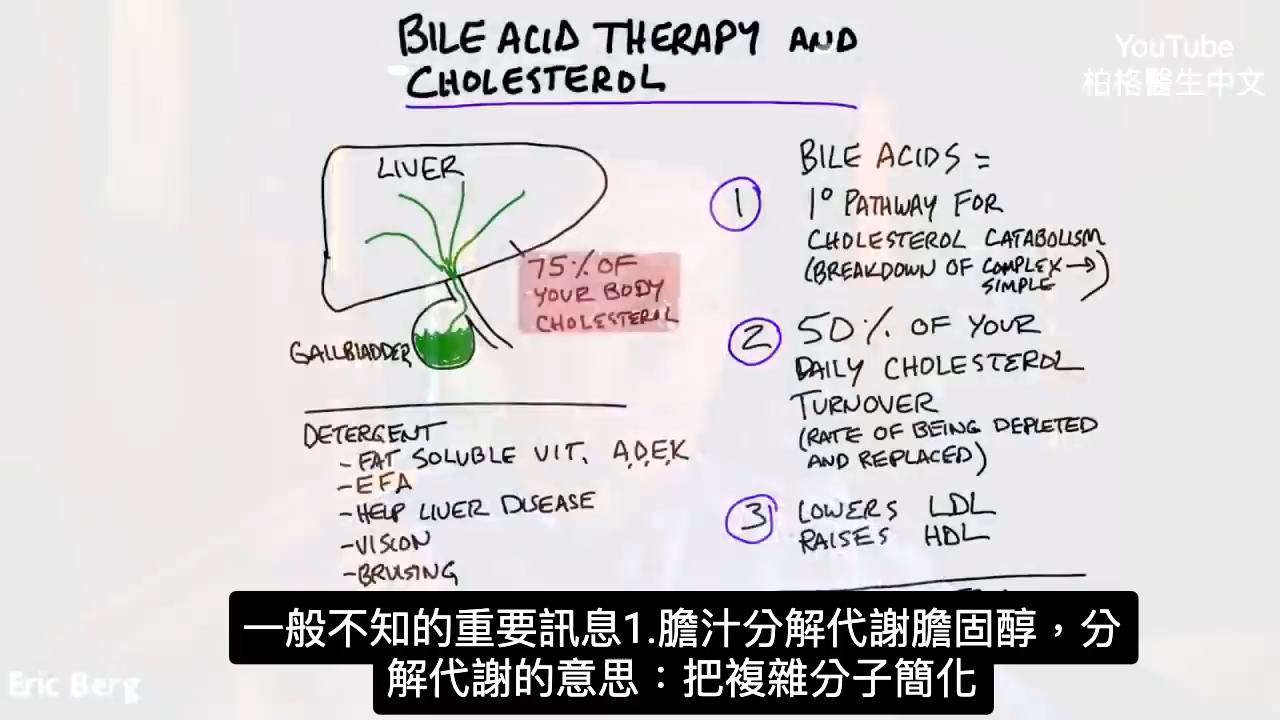 BILE ACID THERAPY AND
CHOLESTEROL
YouTube
柏格醫生中文
LIVER
75% OF
YOUR BODY
CHOLESTEROL
GALLBLADDER
DETERGENT
- FAT SOLUBLE VIT. A,D,E,K
- EFA
- HELP LIVER DISEASE
- VISION
- BRUISING
1
BILE ACIDS =
1° PATHWAY FOR
CHOLESTEROL CATABOLISM
(BREAKDOWN OF COMPLEX →)
SIMPLE
2
50% OF YOUR
DAILY CHOLESTEROL
TURNOVER
(RATE OF BEING DEPLETED
AND REPLACED)
3
LOWERS LDL
RAISES HDL
一般不知的重要訊息1.膽汁分解代謝膽固醇，分
解代謝的意思：把複雜分子簡化
Eric Berg